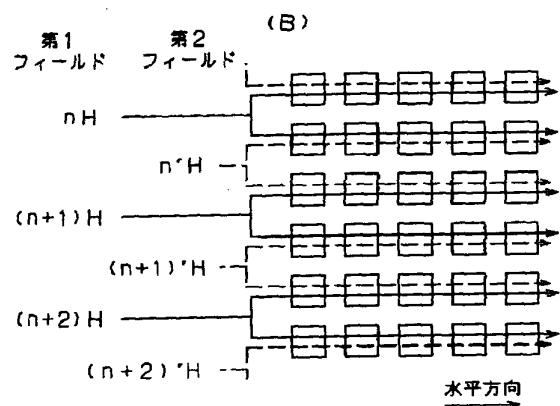 (B)
第1
フィールド
第2
フィールド
nH
n'H
(n+1)H
(n+1)'H
(n+2)H
(n+2)'H
水平方向